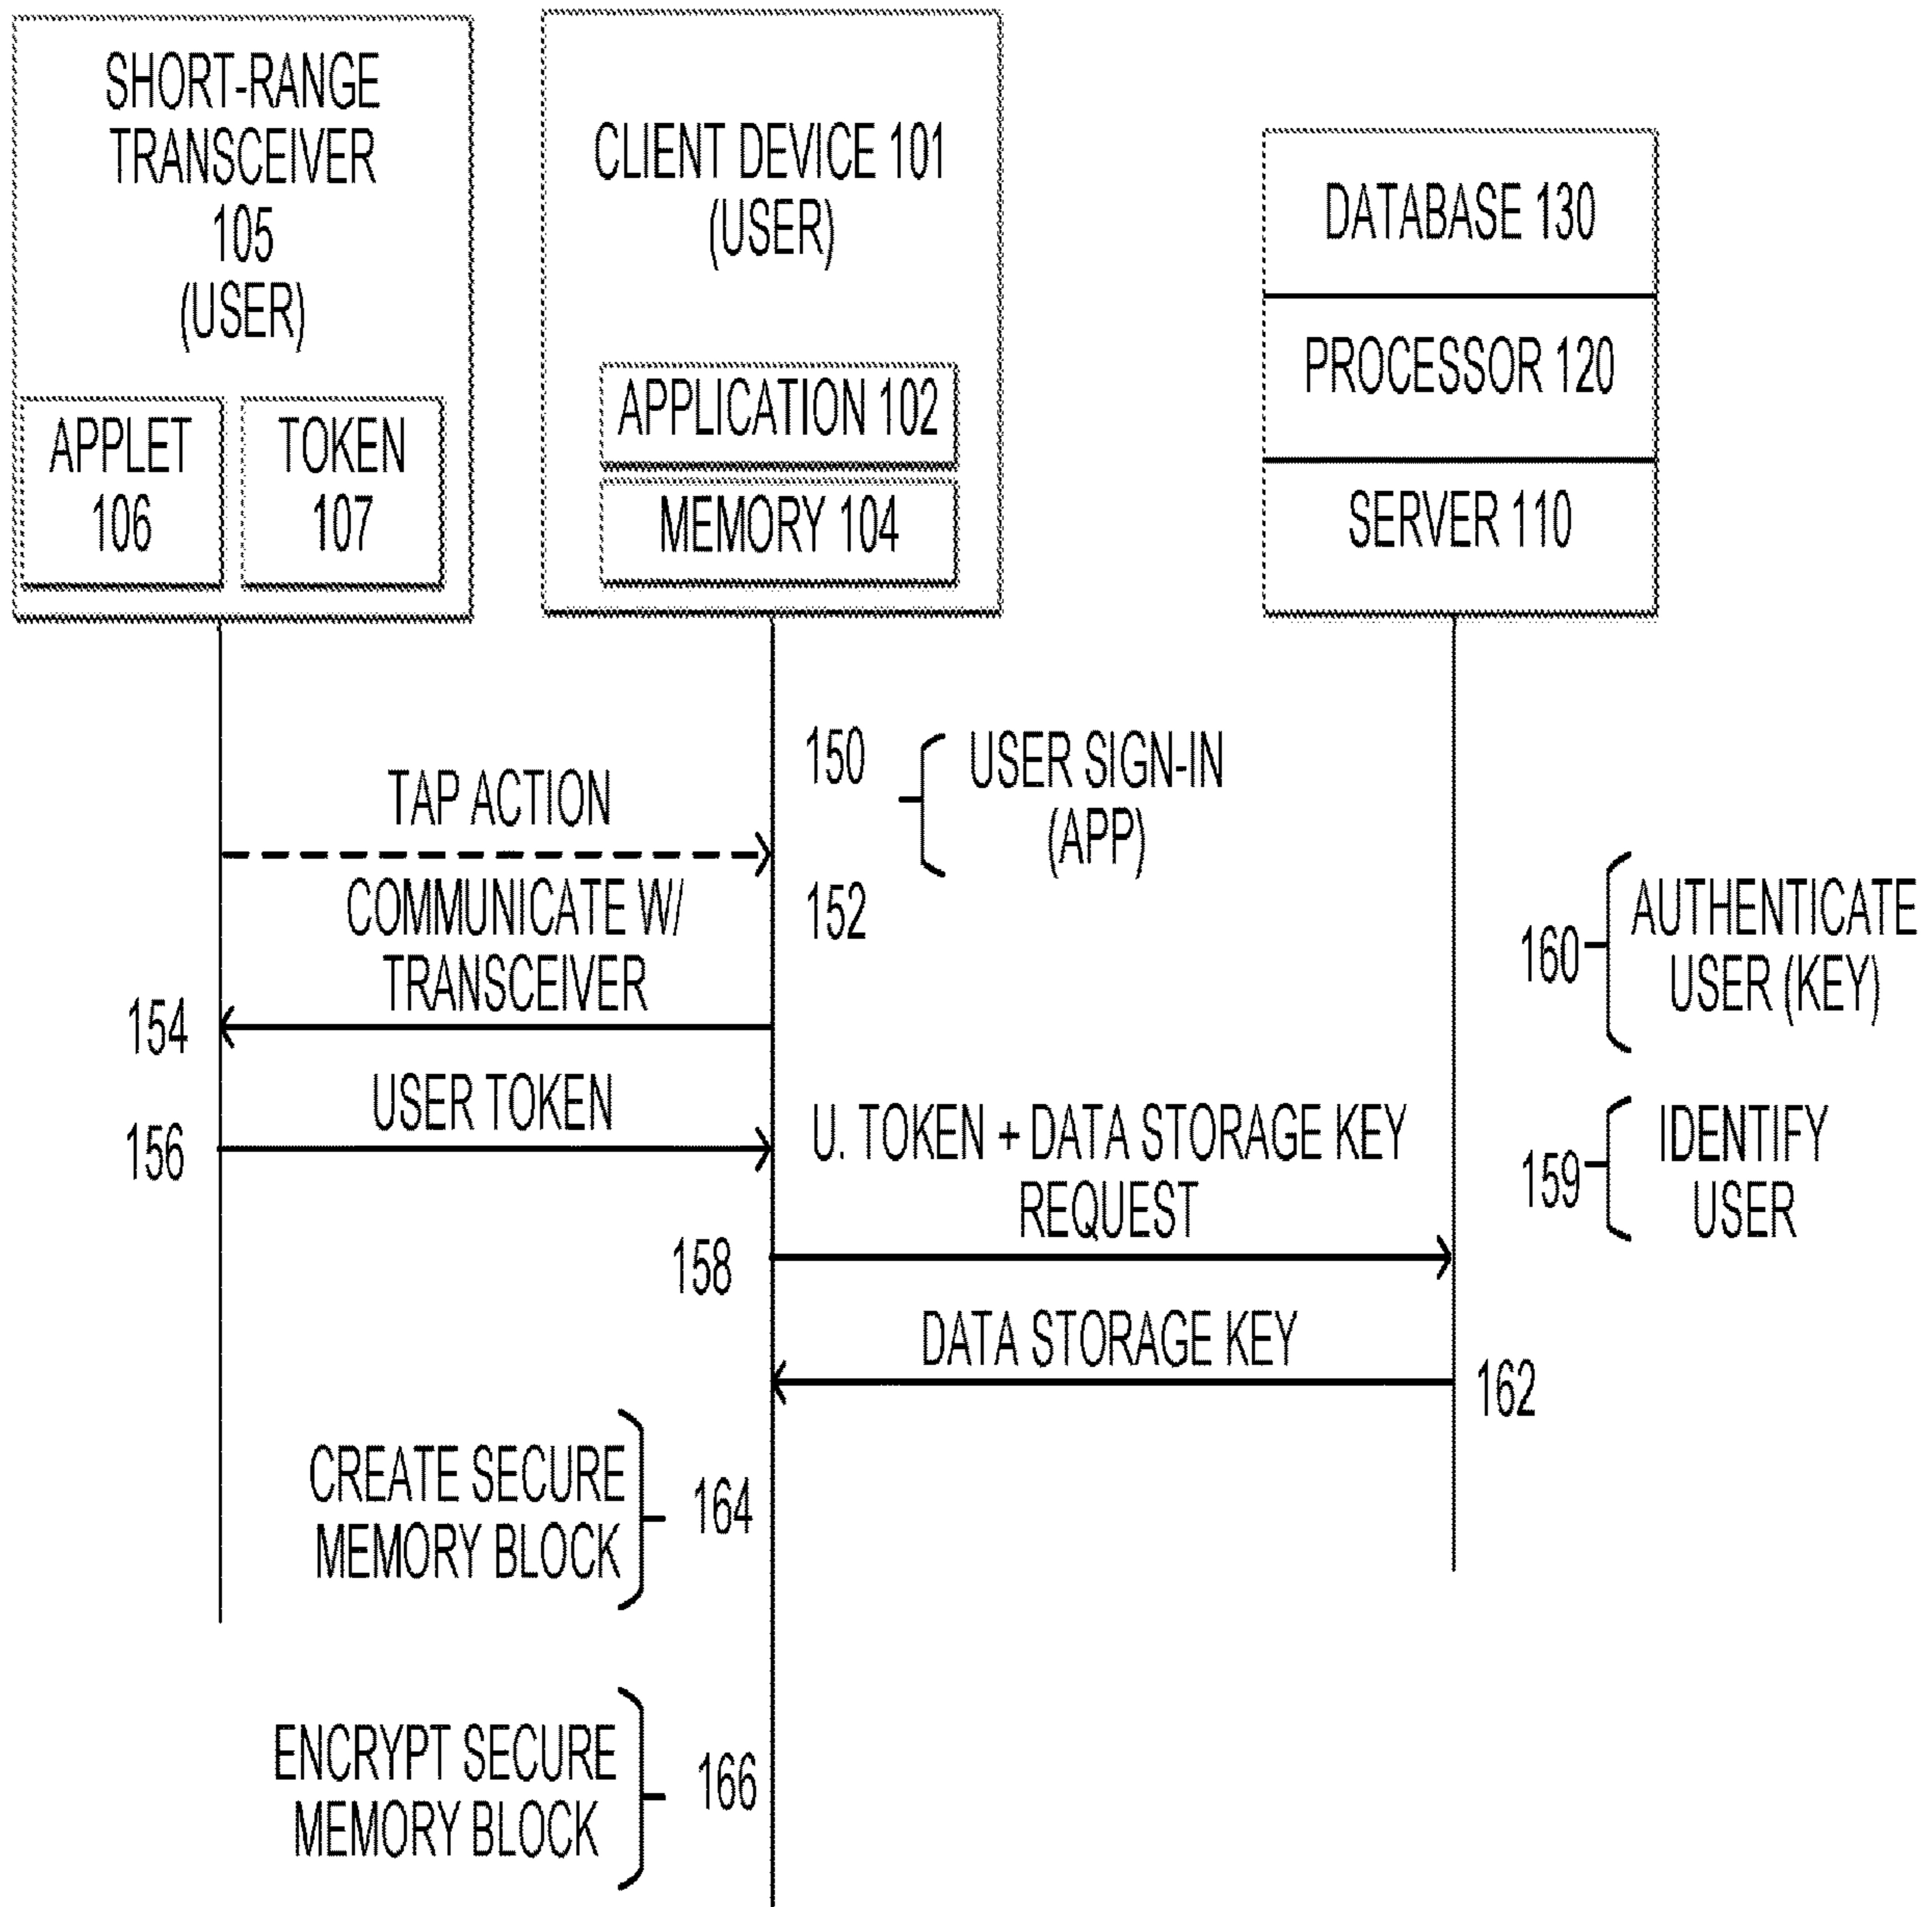 SHORT-RANGE
TRANSCEIVER
105
(USER)
APPLET
106
TOKEN
107
CLIENT DEVICE 101
(USER)
APPLICATION 102
MEMORY 104
DATABASE 130
PROCESSOR 120
SERVER 110
150
USER SIGN-IN
(APP)
TAP ACTION
152
COMMUNICATE W/
TRANSCEIVER
154
160
AUTHENTICATE
USER (KEY)
USER TOKEN
156
U. TOKEN + DATA STORAGE KEY
REQUEST
158
159
IDENTIFY
USER
DATA STORAGE KEY
162
CREATE SECURE
MEMORY BLOCK
164
ENCRYPT SECURE
MEMORY BLOCK
166